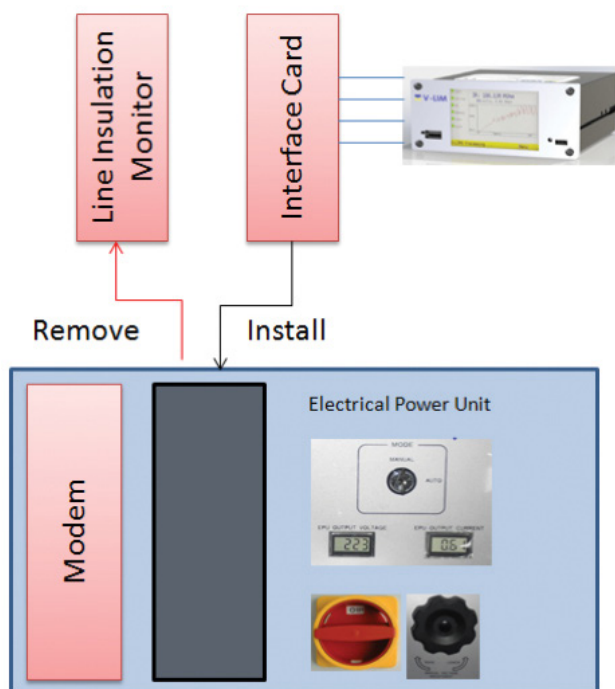 Line Insulation
Monitor
Interface Card
V-LIM
Remove
Install
Modem
Electrical Power Unit
MODE
MANUAL
AUTO
EPU OUTPUT VOLTAGE
EPU OUTPUT CURRENT
223